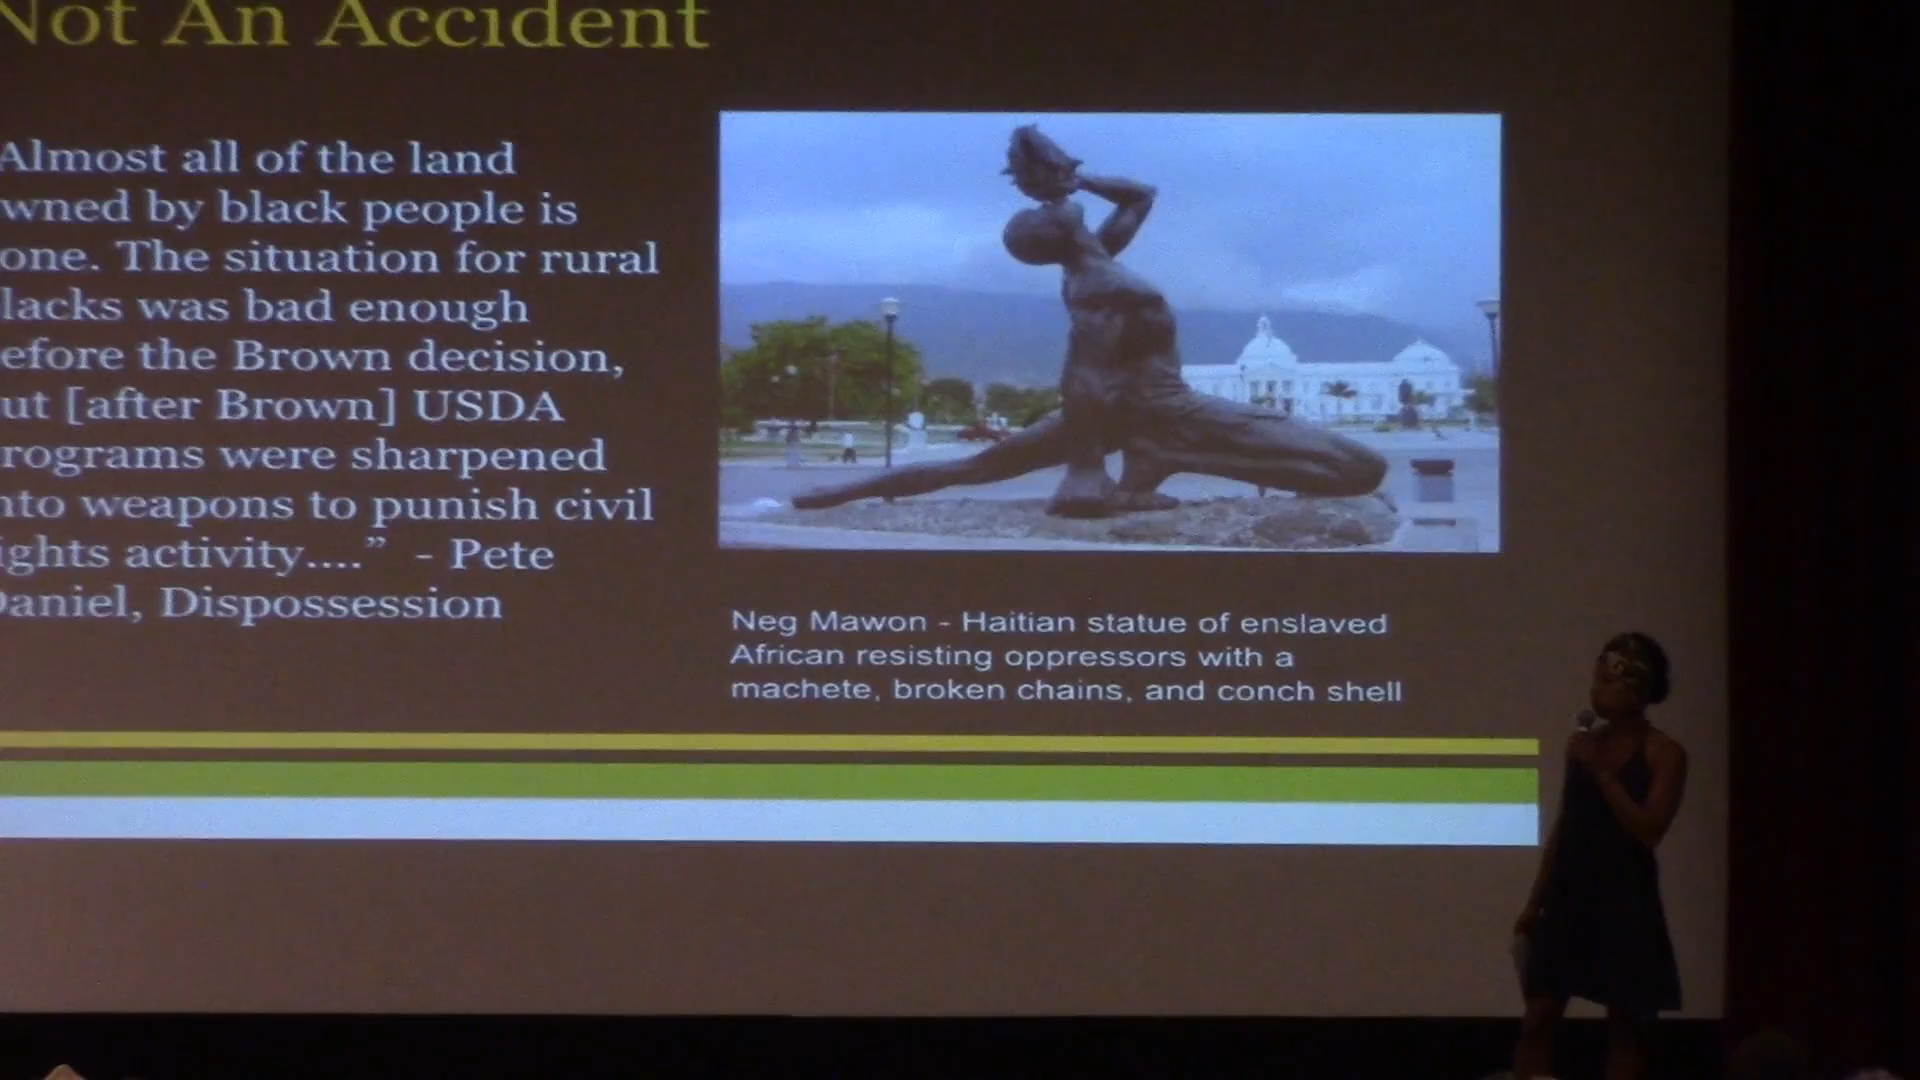 Not An Accident
Almost all of the land
wned by black people is
one. The situation for rural
lacks was bad enough
efore the Brown decision,
ut [after Brown] USDA
rograms were sharpened
nto weapons to punish civil
ights activity....” - Pete
Daniel, Dispossession
Neg Mawon - Haitian statue of enslaved
African resisting oppressors with a
machete, broken chains, and conch shell